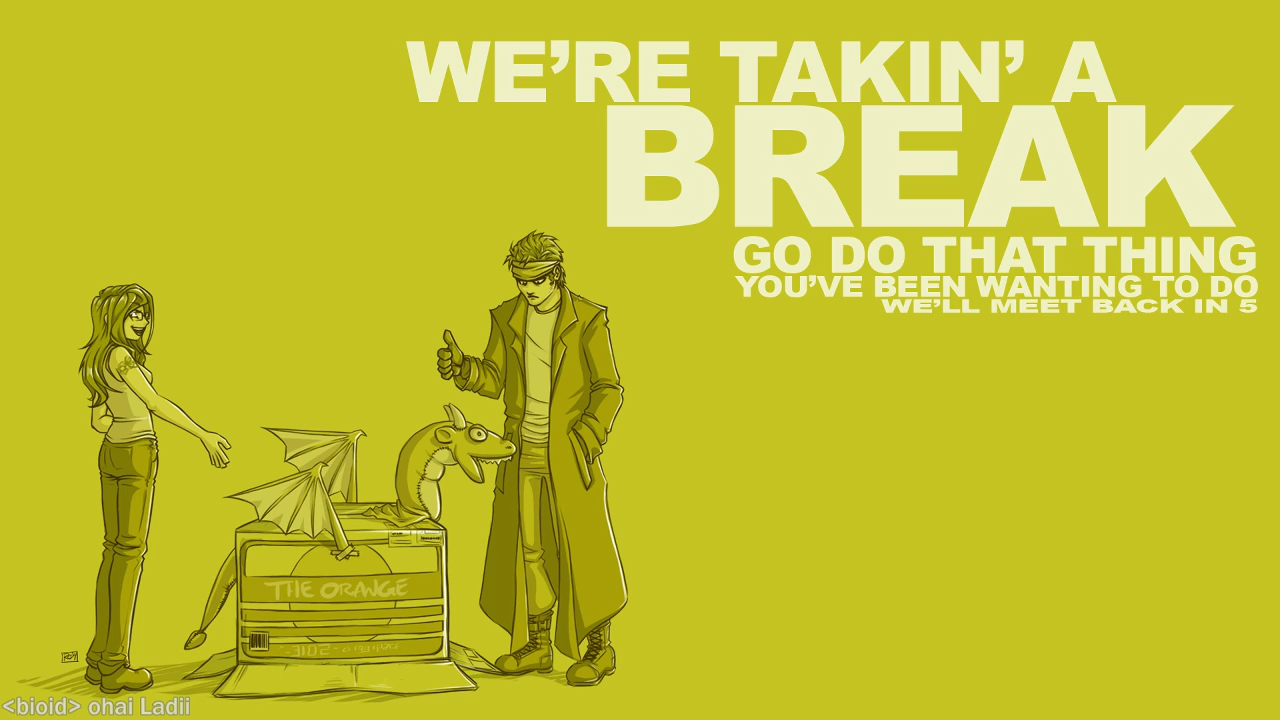 WE'RE TAKIN' A
BREAK
GO DO THAT THING
YOU'VE BEEN WANTING TO DO
WE'LL MEET BACK IN 5
THE ORANGE
<bioid> ohai Ladii